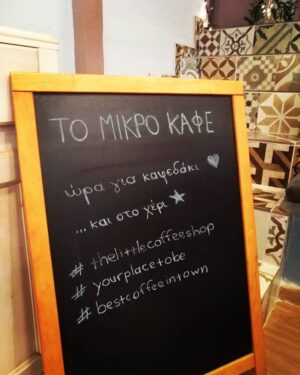 ΤΟ ΜΙΚΡΟ ΚΑΦΕ
ώρα για καφεδάκι
... και στο χέρι
# thelittlecoffeeshop
# yourplacetobe
# bestcoffeeintown